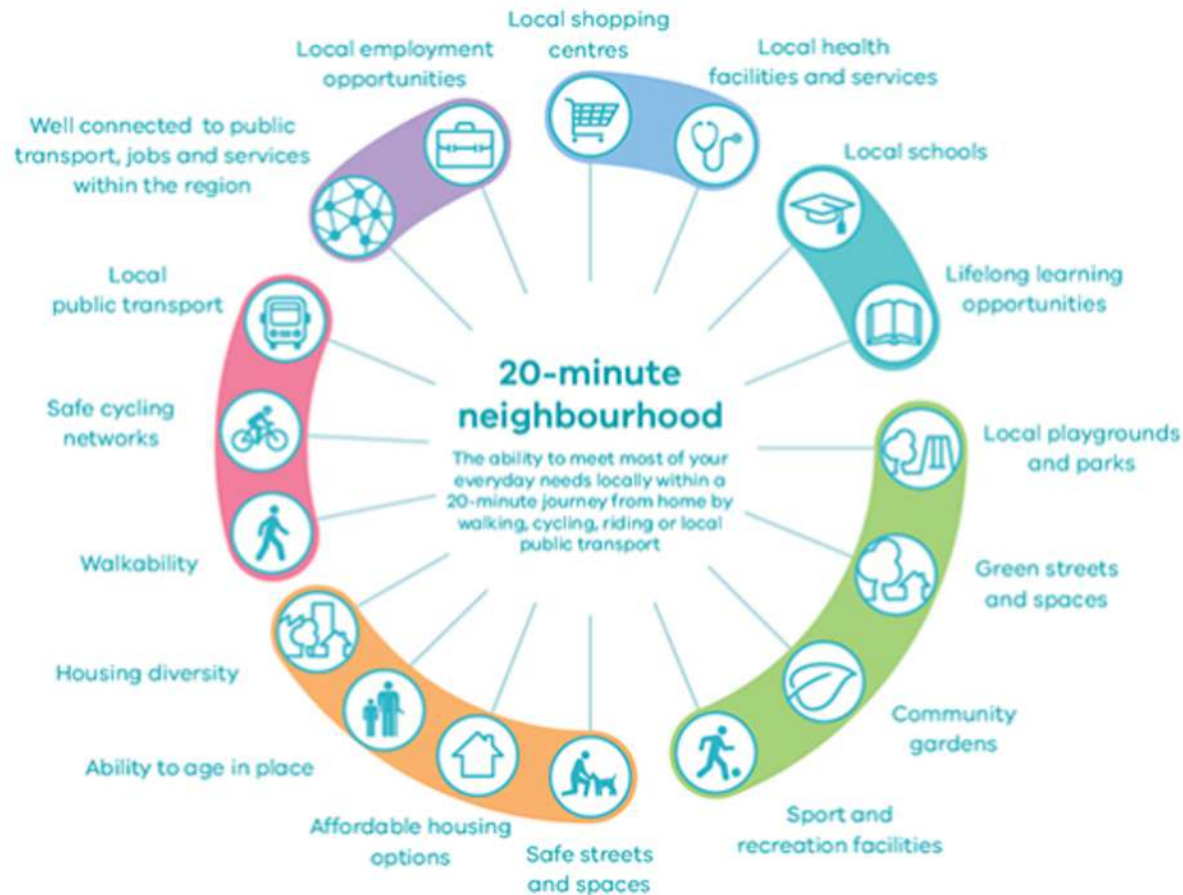 20-minute
neighbourhood
The ability to meet most of your
everyday needs locally within a
20-minute journey from home by
walking, cycling, riding or local
public transport
Local shopping
centres
Local health
facilities and services
Local schools
Lifelong learning
opportunities
Local playgrounds
and parks
Green streets
and spaces
Community
gardens
Sport and
recreation facilities
Safe streets
and spaces
Affordable housing
options
Ability to age in place
Housing diversity
Walkability
Safe cycling
networks
Local
public transport
Well connected to public
transport, jobs and services
within the region
Local employment
opportunities